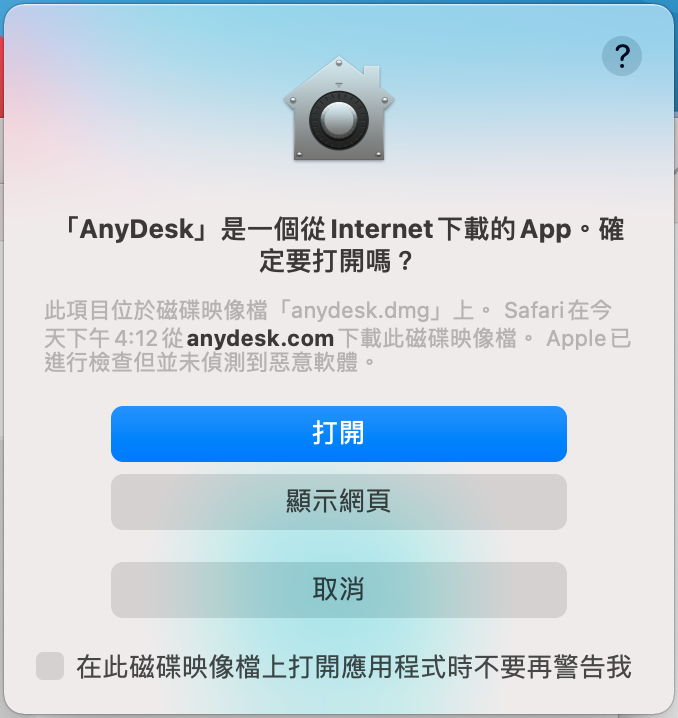 ?
「AnyDesk」是一個從 Internet 下載的 App。確
定要打開嗎？
此項目位於磁碟映像檔「anydesk.dmg」上。 Safari 在今
天下午 4:12 從 anydesk.com 下載此磁碟映像檔。 Apple 已
進行檢查但並未偵測到惡意軟體。
打開
顯示網頁
取消
在此磁碟映像檔上打開應用程式時不要再警告我